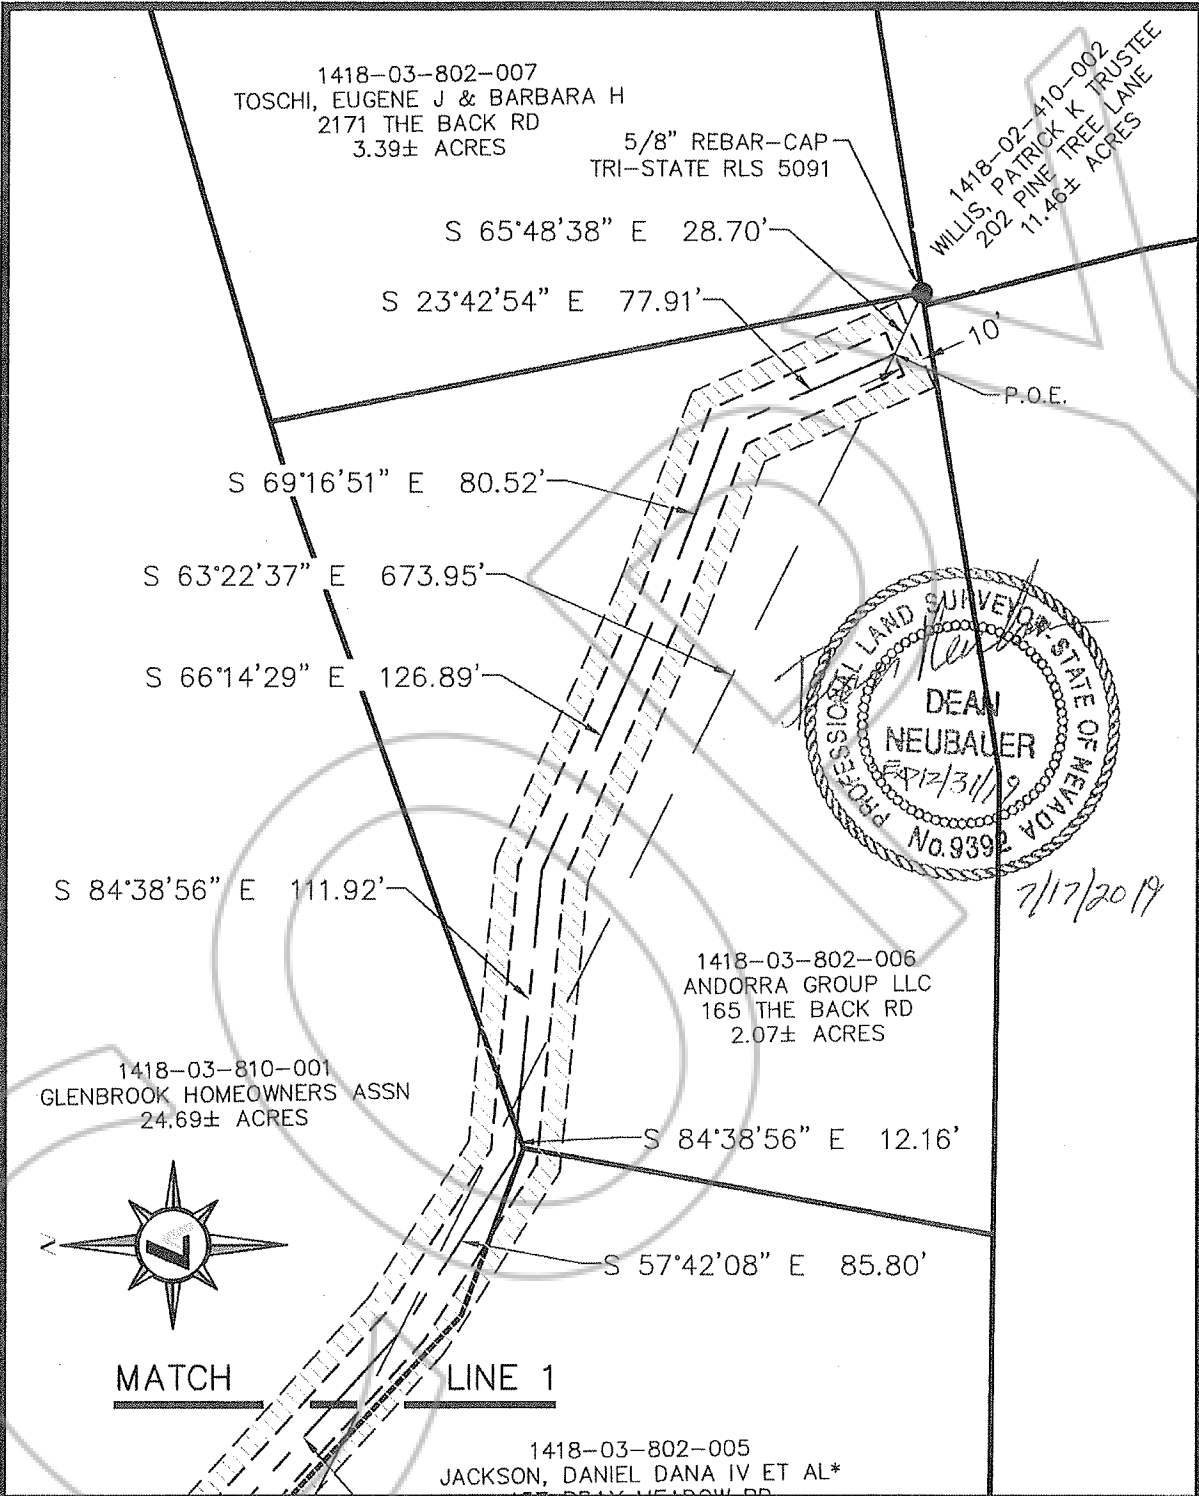 1418-03-802-007
TOSCHI, EUGENE J & BARBARA H
2171 THE BACK RD
3.39± ACRES
1418-02-410-002
WILLIS, PATRICK K TRUSTEE
202 PINE TREE LANE
11.46± ACRES
5/8" REBAR-CAP
TRI-STATE RLS 5091
S 65°48'38" E 28.70'
S 23°42'54" E 77.91'
10'
P.O.E.
S 69°16'51" E 80.52'
S 63°22'37" E 673.95'
S 66°14'29" E 126.89'
PROFESSIONAL LAND SURVEYOR-STATE OF NEVADA
DEAN
NEUBAUER
EXP 12/31/19
No. 9392
7/17/2019
S 84°38'56" E 111.92'
1418-03-802-006
ANDORRA GROUP LLC
165 THE BACK RD
2.07± ACRES
1418-03-810-001
GLENBROOK HOMEOWNERS ASSN
24.69± ACRES
S 84°38'56" E 12.16'
Z
S 57°42'08" E 85.80'
MATCH LINE 1
1418-03-802-005
JACKSON, DANIEL DANA IV ET AL*
MEADOW RD